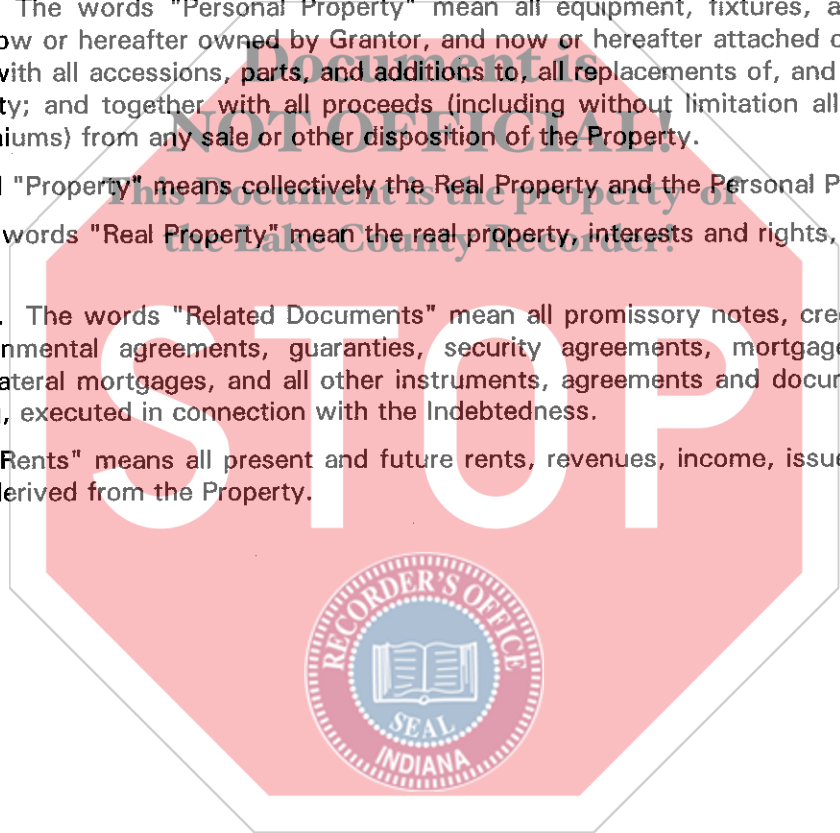 The words "Personal Property" mean all equipment, fixtures, a
ow or hereafter owned by Grantor, and now or hereafter attached o
with all accessions, parts, and additions to, all replacements of, and
ty; and together with all proceeds (including without limitation all
iums) from any sale or other disposition of the Property.
Document is
NOT OFFICIAL!
This Document is the property of
the Lake County Recorder!
"Property" means collectively the Real Property and the Personal P
words "Real Property" mean the real property, interests and rights,
. The words "Related Documents" mean all promissory notes, cre
nmental agreements, guaranties, security agreements, mortgage
ateral mortgages, and all other instruments, agreements and docum
, executed in connection with the Indebtedness.
Rents" means all present and future rents, revenues, income, issue
derived from the Property.
STOP
RECORDER'S OFFICE
SEAL
INDIANA